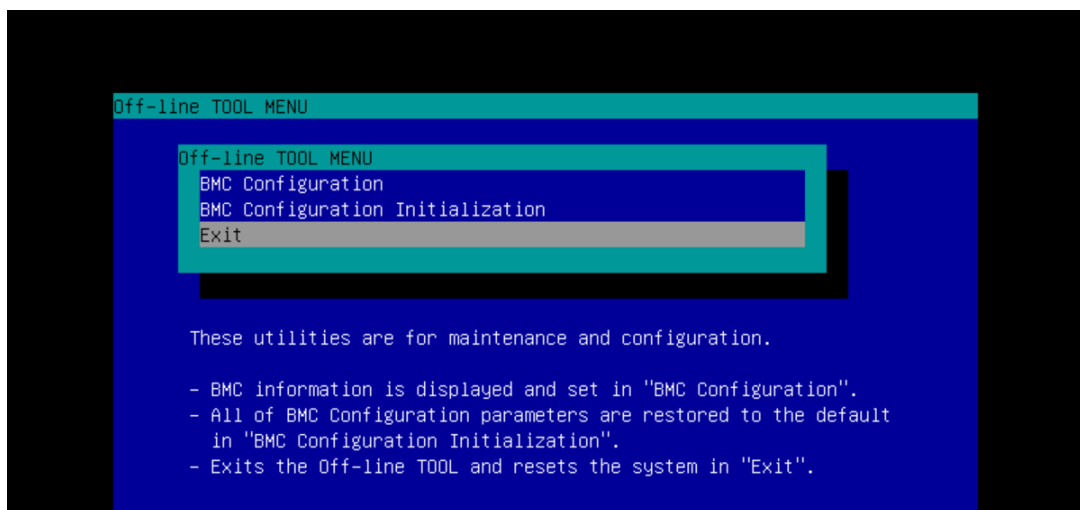 Off-line TOOL MENU
Off-line TOOL MENU
BMC Configuration
BMC Configuration Initialization
Exit
These utilities are for maintenance and configuration.
- BMC information is displayed and set in "BMC Configuration".
- All of BMC Configuration parameters are restored to the default
in "BMC Configuration Initialization".
- Exits the Off-line TOOL and resets the system in "Exit".